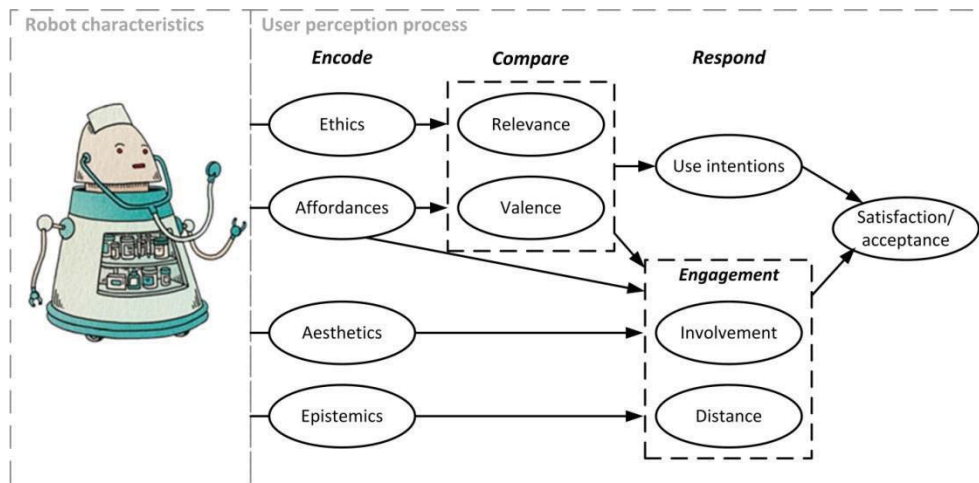 Robot characteristics
User perception process
Encode
Compare
Respond
Ethics
Relevance
Affordances
Valence
Use intentions
Satisfaction/
acceptance
Engagement
Aesthetics
Involvement
Epistemics
Distance